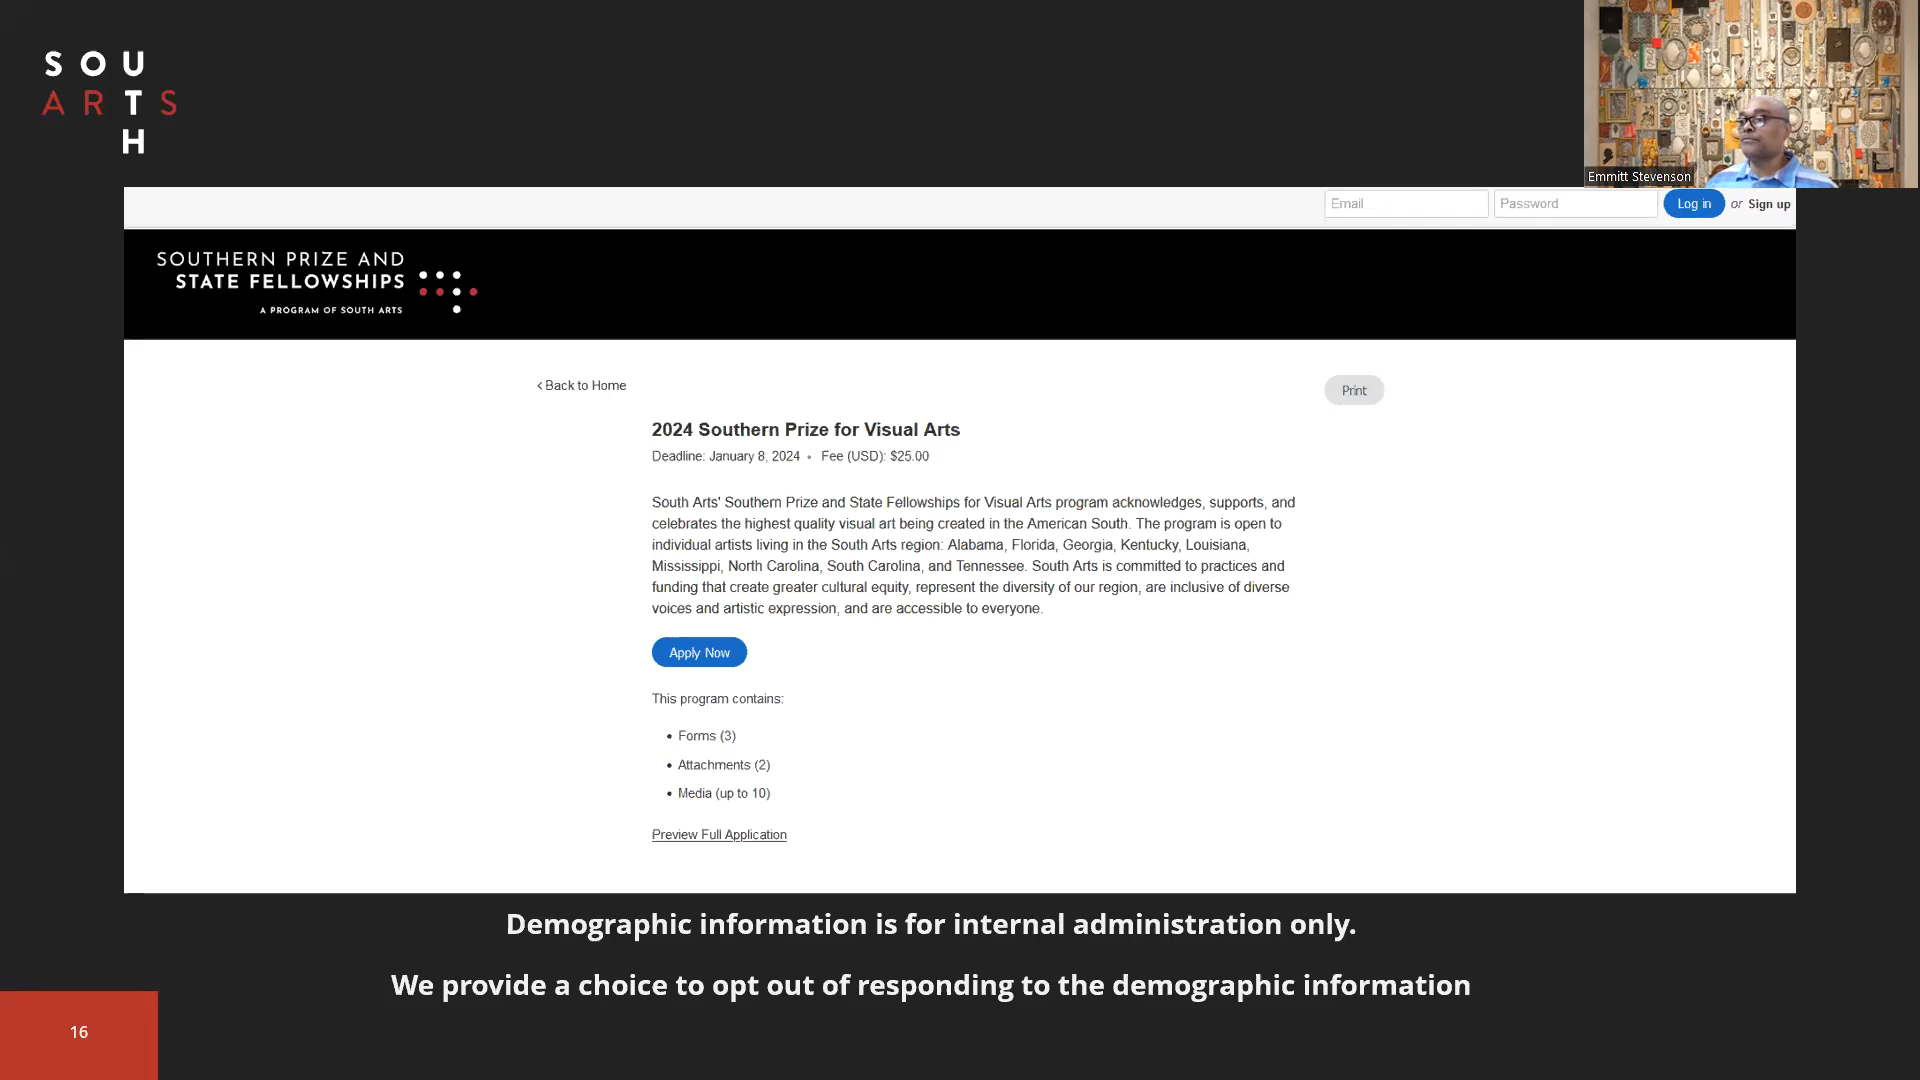 SOU
ARTS
H
Emmitt Stevenson
Email
Password
Log in
or
Sign up
SOUTHERN PRIZE AND
STATE FELLOWSHIPS
A PROGRAM OF SOUTH ARTS
< Back to Home
Print
2024 Southern Prize for Visual Arts
Deadline: January 8, 2024 • Fee (USD): $25.00
South Arts' Southern Prize and State Fellowships for Visual Arts program acknowledges, supports, and
celebrates the highest quality visual art being created in the American South. The program is open to
individual artists living in the South Arts region: Alabama, Florida, Georgia, Kentucky, Louisiana,
Mississippi, North Carolina, South Carolina, and Tennessee. South Arts is committed to practices and
funding that create greater cultural equity, represent the diversity of our region, are inclusive of diverse
voices and artistic expression, and are accessible to everyone.
Apply Now
This program contains:
• Forms (3)
• Attachments (2)
• Media (up to 10)
Preview Full Application
Demographic information is for internal administration only.
We provide a choice to opt out of responding to the demographic information
16